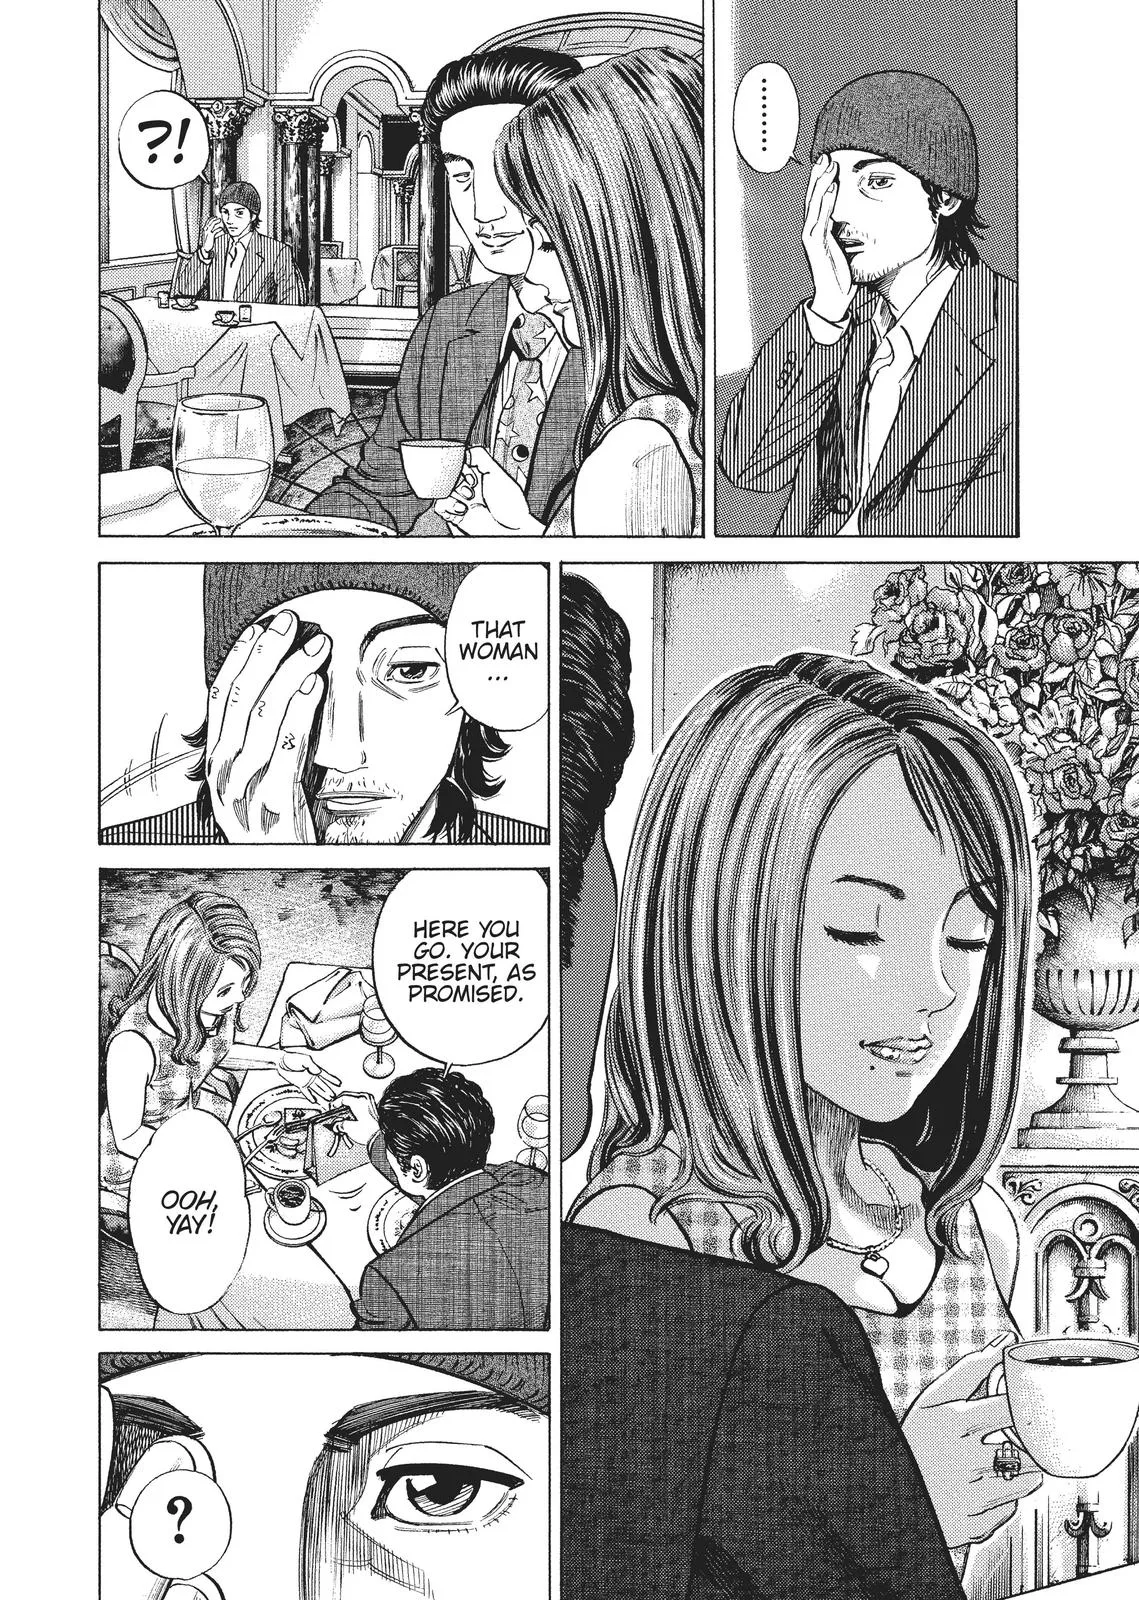 .........
?!
THAT
WOMAN
...
HERE YOU
GO. YOUR
PRESENT, AS
PROMISED.
OOH,
YAY!
?